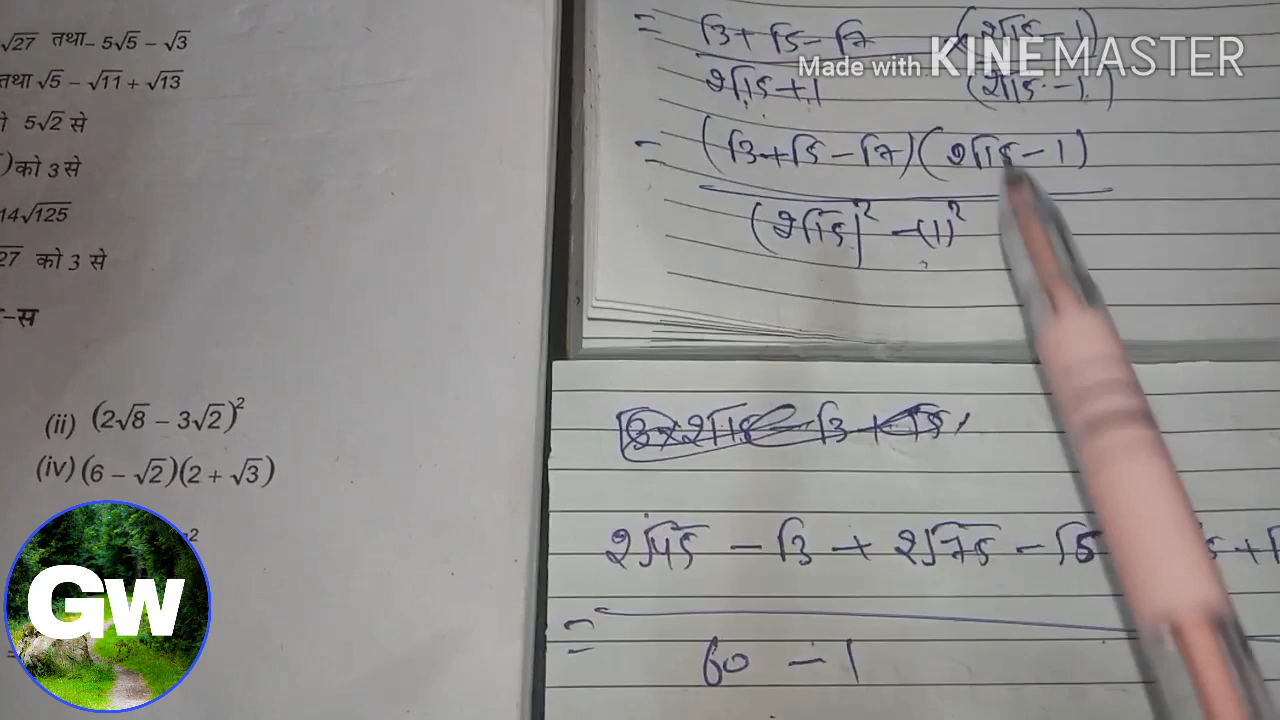 √27 तथा – 5√5 – √3
तथा √5 – √11 + √13
5√2 से
) को 3 से
14√125
27 को 3 से
–स
(ii) (2√8 – 3√2)²
(iv) (6 – √2)(2 + √3)
GW
Made with KINEMASTER
= √3 + √5 – √7 (2√15 – 1)
2√15 + 1 (2√15 – 1)
= (√3 + √5 – √7)(2√15 – 1)
(2√15)² – (1)²
2√45 – √3 + 2√75 – √5
=
60 – 1